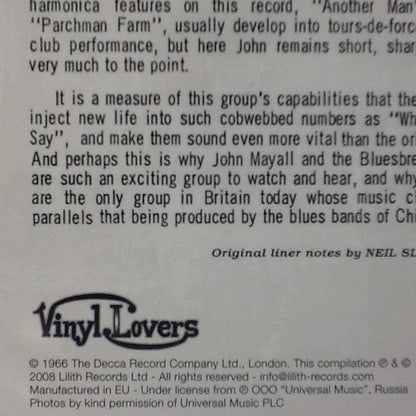 harmonica features on this record, "Another Man
"Parchman Farm", usually develop into tours-de-forc
club performance, but here John remains short, shar
very much to the point.
It is a measure of this group's capabilities that the
inject new life into such cobwebbed numbers as "Wh
Say", and make them sound even more vital than the or
And perhaps this is why John Mayall and the Bluesbre
are such an exciting group to watch and hear, and why
are the only group in Britain today whose music cl
parallels that being produced by the blues bands of Chi
Original liner notes by NEIL SL
Vinyl Lovers
© 1966 The Decca Record Company Ltd., London. This compilation ℗ & ©
2008 Lilith Records Ltd - All rights reserved - info@lilith-records.com
Manufactured in EU - Under license from ℗ OOO "Universal Music", Russia
Photos by kind permission of Universal Music PLC